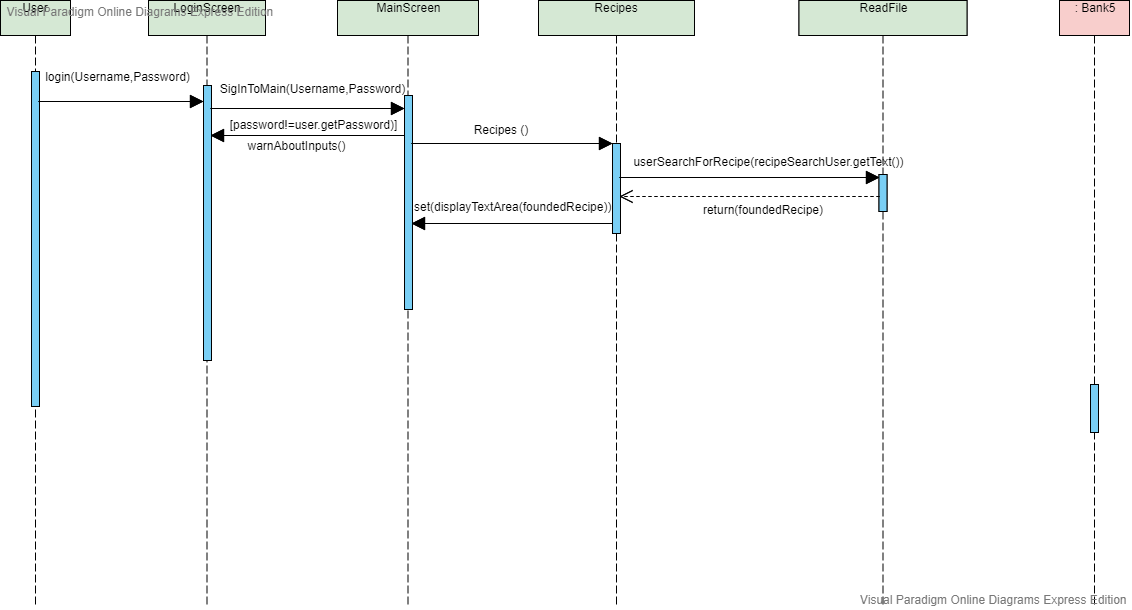 User
LoginScreen
MainScreen
Recipes
ReadFile
: Bank5
Visual Paradigm Online Diagrams Express Edition
login(Username,Password)
SigInToMain(Username,Password)
[password!=user.getPassword)]
warnAboutInputs()
Recipes ()
userSearchForRecipe(recipeSearchUser.getText())
return(foundedRecipe)
set(displayTextArea(foundedRecipe))
Visual Paradigm Online Diagrams Express Edition